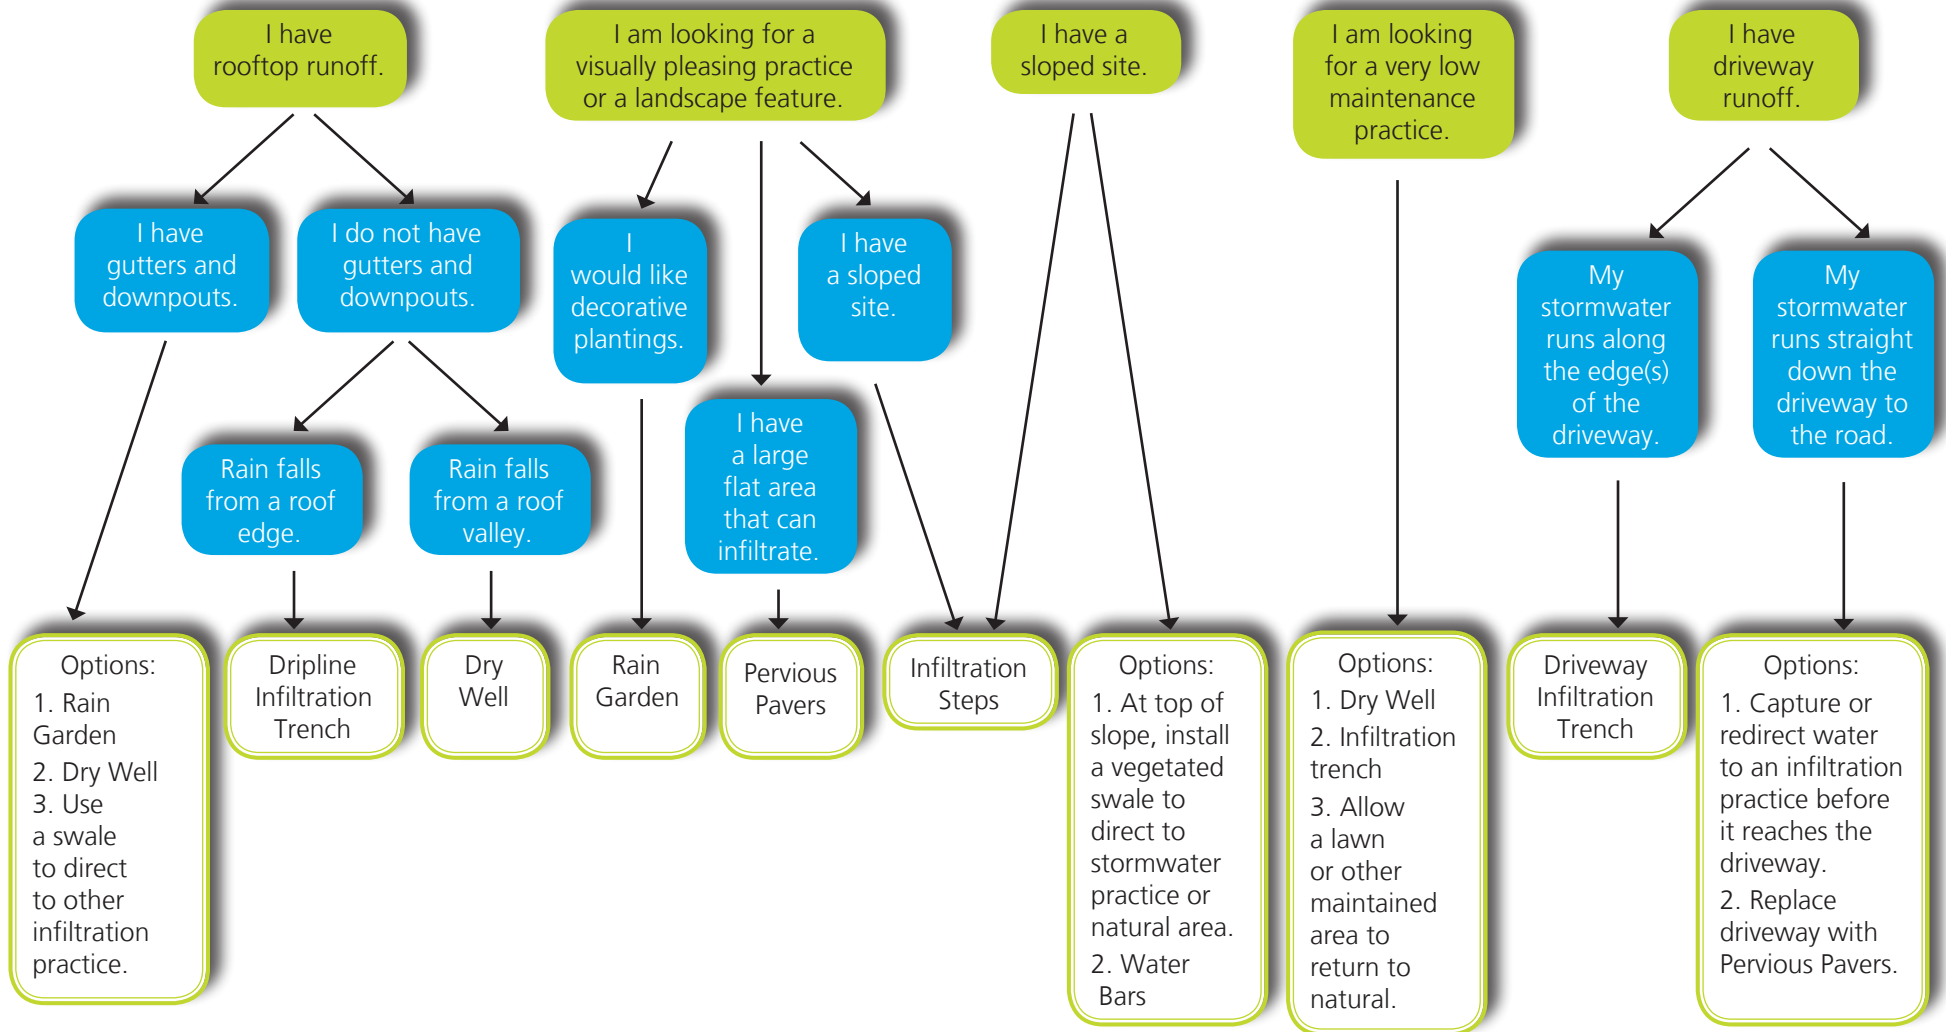 I have
rooftop runoff.
I am looking for a
visually pleasing practice
or a landscape feature.
I have a
sloped site.
I am looking
for a very low
maintenance
practice.
I have
driveway
runoff.
I have
gutters and
downpouts.
I do not have
gutters and
downpouts.
I
would like
decorative
plantings.
I have
a sloped
site.
My
stormwater
runs along
the edge(s)
of the
driveway.
My
stormwater
runs straight
down the
driveway to
the road.
Rain falls
from a roof
edge.
Rain falls
from a roof
valley.
I have
a large
flat area
that can
infiltrate.
Options:
1. Rain
Garden
2. Dry Well
3. Use
a swale
to direct
to other
infiltration
practice.
Dripline
Infiltration
Trench
Dry
Well
Rain
Garden
Pervious
Pavers
Infiltration
Steps
Options:
1. At top of
slope, install
a vegetated
swale to
direct to
stormwater
practice or
natural area.
2. Water
Bars
Options:
1. Dry Well
2. Infiltration
trench
3. Allow
a lawn
or other
maintained
area to
return to
natural.
Driveway
Infiltration
Trench
Options:
1. Capture or
redirect water
to an infiltration
practice before
it reaches the
driveway.
2. Replace
driveway with
Pervious Pavers.